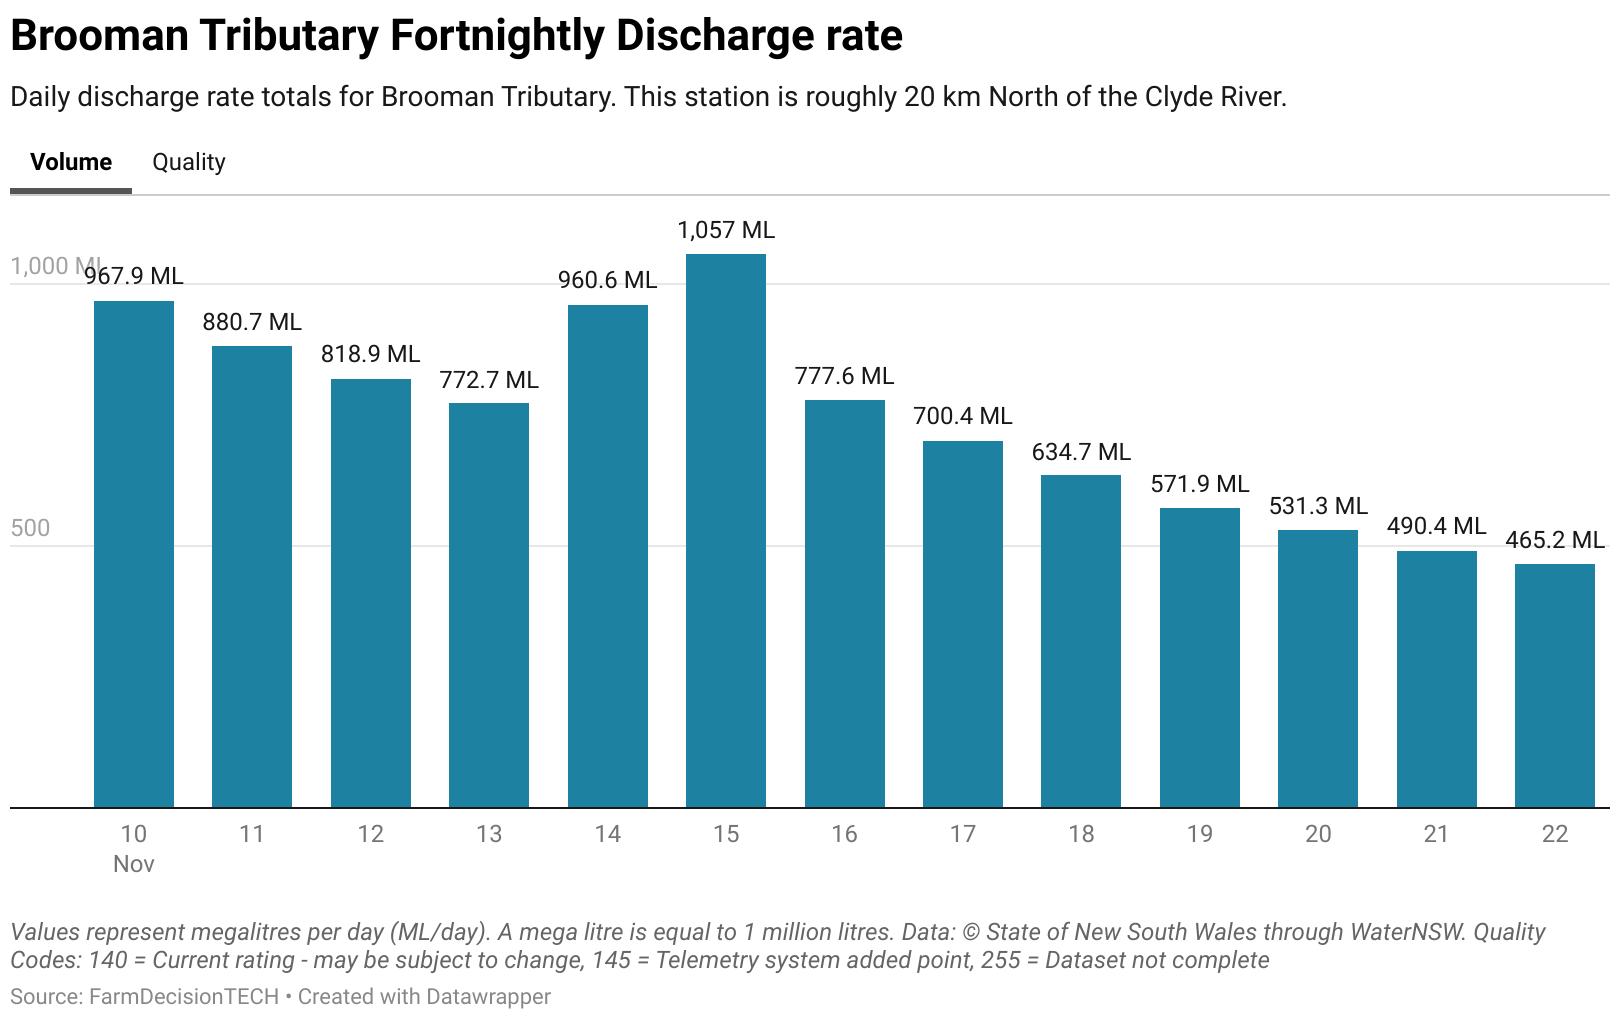 Brooman Tributary Fortnightly Discharge rate
Daily discharge rate totals for Brooman Tributary. This station is roughly 20 km North of the Clyde River.
Volume Quality
1,057 ML
1,000 ML
967.9 ML
960.6 ML
880.7 ML
818.9 ML
772.7 ML
777.6 ML
700.4 ML
634.7 ML
571.9 ML
531.3 ML
500
490.4 ML
465.2 ML
10 11 12 13 14 15 16 17 18 19 20 21 22
Nov
Values represent megalitres per day (ML/day). A mega litre is equal to 1 million litres. Data: © State of New South Wales through WaterNSW. Quality
Codes: 140 = Current rating - may be subject to change, 145 = Telemetry system added point, 255 = Dataset not complete
Source: FarmDecisionTECH • Created with Datawrapper